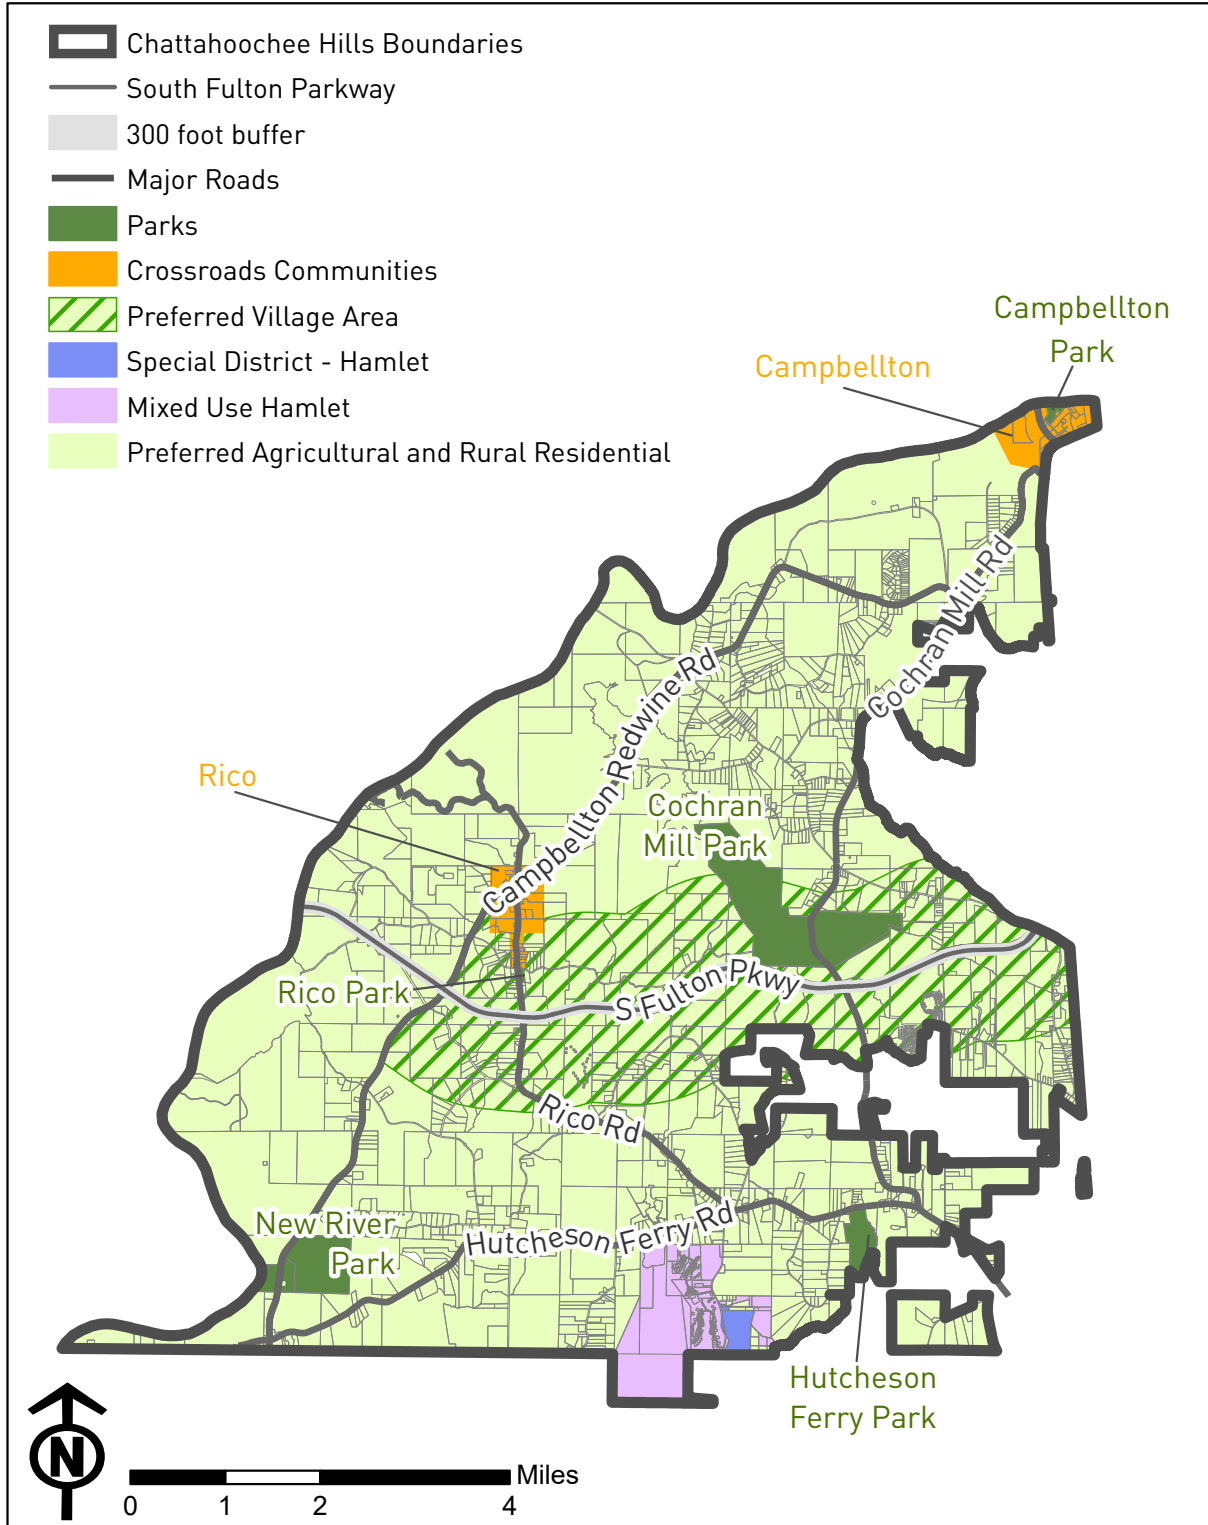 Chattahoochee Hills Boundaries
South Fulton Parkway
300 foot buffer
Major Roads
Parks
Crossroads Communities
Preferred Village Area
Special District - Hamlet
Mixed Use Hamlet
Preferred Agricultural and Rural Residential
Campbellton
Park
Campbellton
Cochran Mill Rd
Campbellton-Redwine Rd
Rico
Cochran
Mill Park
Rico Park
S Fulton Pkwy
Rico Rd
New River
Park
Hutcheson Ferry Rd
Hutcheson
Ferry Park
N
Miles
0 1 2 4